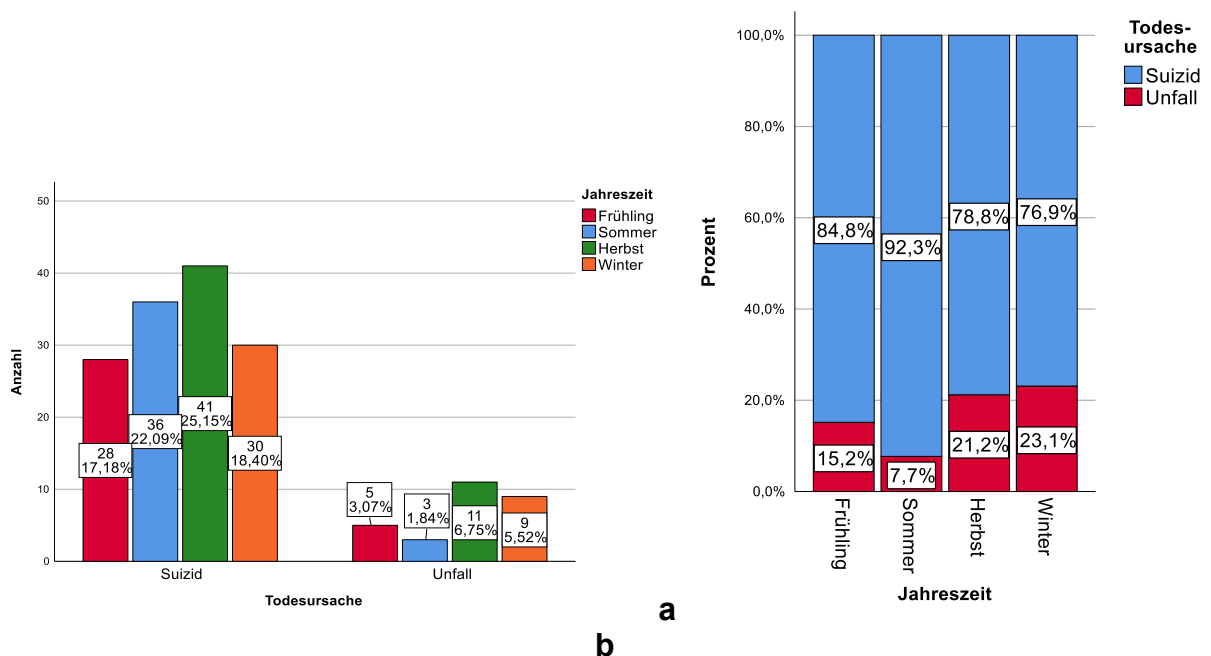 Jahreszeit
Frühling
Sommer
Herbst
Winter
Anzahl
50
40
30
20
10
0
28
17,18%
36
22,09%
41
25,15%
30
18,40%
5
3,07%
3
1,84%
11
6,75%
9
5,52%
Suizid
Unfall
Todesursache
a
b
Todes-
ursache
Suizid
Unfall
Prozent
100,0%
80,0%
60,0%
40,0%
20,0%
0,0%
84,8%
92,3%
78,8%
76,9%
15,2%
7,7%
21,2%
23,1%
Frühling
Sommer
Herbst
Winter
Jahreszeit